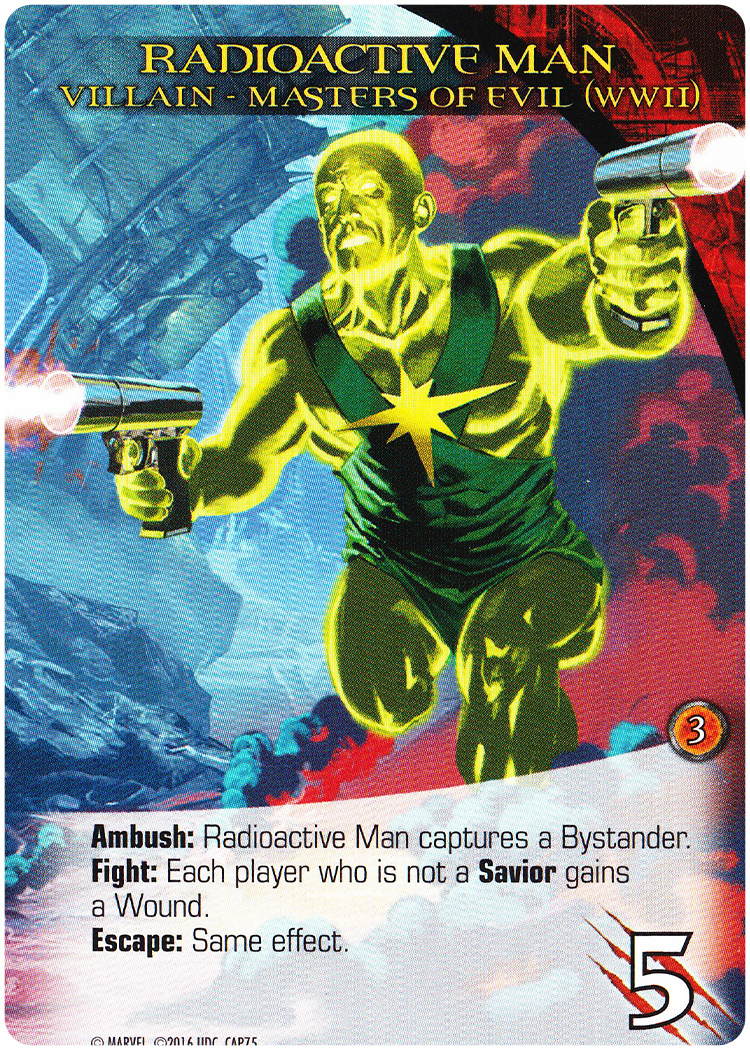 RADIOACTIVE MAN
VILLAIN - MASTERS OF EVIL (WWII)
3
Ambush: Radioactive Man captures a Bystander.
Fight: Each player who is not a Savior gains
a Wound.
Escape: Same effect.
5
© MARVEL ©2016 UDC CAP75